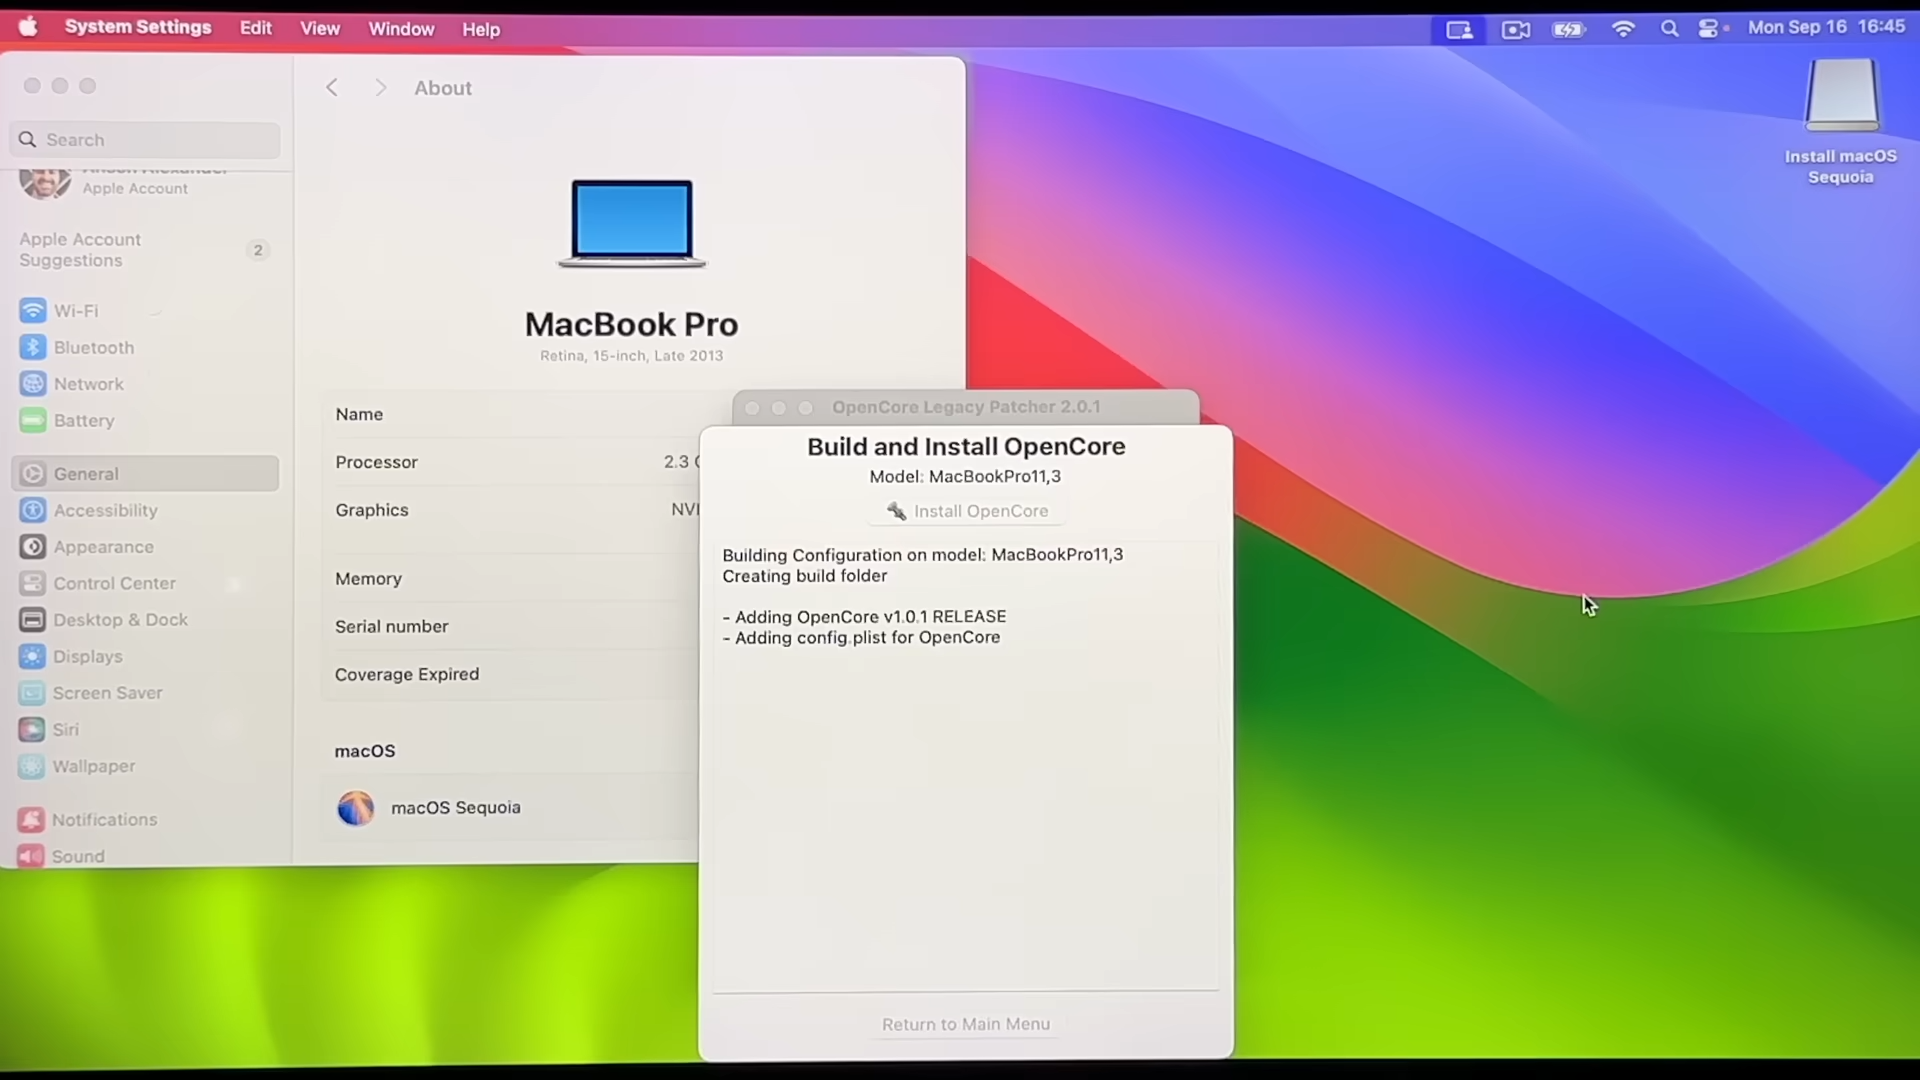 System Settings Edit View Window Help Mon Sep 16 16:45
Install macOS
Sequoia
About
Search
Apple Account
Apple Account
Suggestions
2
Wi-Fi
Bluetooth
Network
Battery
General
Accessibility
Appearance
Control Center
Desktop & Dock
Displays
Screen Saver
Siri
Wallpaper
Notifications
Sound
MacBook Pro
Retina, 15-inch, Late 2013
Name
Processor 2.3
Graphics
Memory
Serial number
Coverage Expired
macOS
macOS Sequoia
OpenCore Legacy Patcher 2.0.1
Build and Install OpenCore
Model: MacBookPro11,3
Install OpenCore
Building Configuration on model: MacBookPro11,3
Creating build folder
- Adding OpenCore v1.0.1 RELEASE
- Adding config.plist for OpenCore
Return to Main Menu